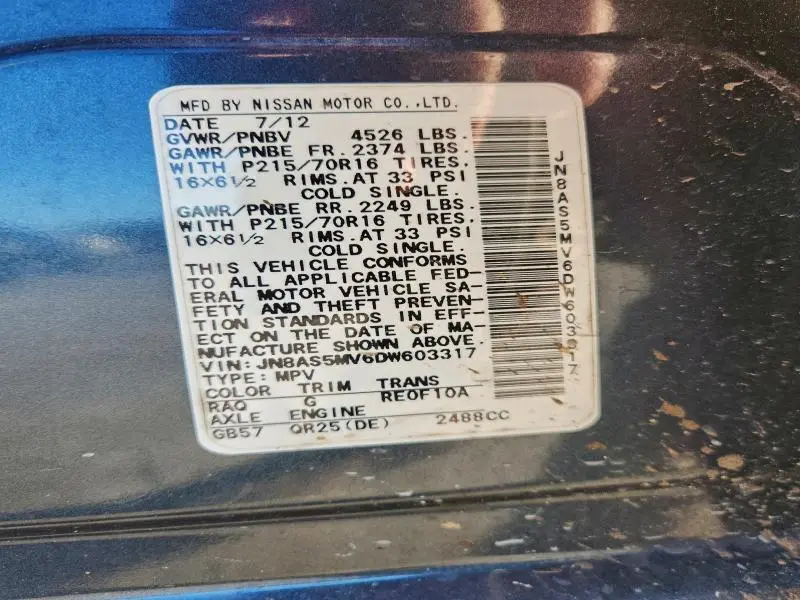 MFD BY NISSAN MOTOR CO.,LTD.
DATE 7/12
GVWR/PNBV 4526 LBS.
GAWR/PNBE FR. 2374 LBS.
WITH P215/70R16 TIRES.
16×6½ RIMS. AT 33 PSI
COLD SINGLE.
GAWR/PNBE RR. 2249 LBS.
WITH P215/70R16 TIRES.
16×6½ RIMS. AT 33 PSI
COLD SINGLE.
THIS VEHICLE CONFORMS
TO ALL APPLICABLE FED-
ERAL MOTOR VEHICLE SA-
FETY AND THEFT PREVEN-
TION STANDARDS IN EFF-
ECT ON THE DATE OF MA-
NUFACTURE SHOWN ABOVE.
VIN: JN8AS5MV6DW603317
TYPE: MPV
COLOR TRIM TRANS
RAQ G RE0F10A
AXLE ENGINE
GB57 QR25(DE) 2488CC
JN8AS5MV6DW603317